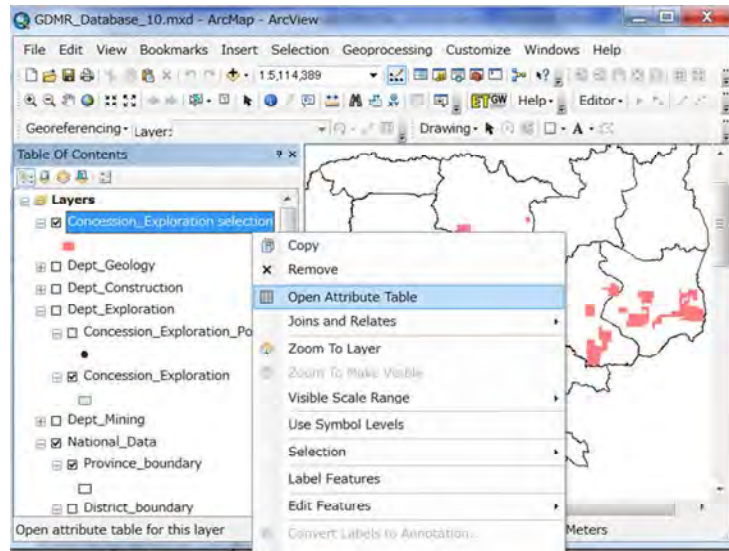 GDMR_Database_10.mxd - ArcMap - ArcView
File Edit View Bookmarks Insert Selection Geoprocessing Customize Windows Help
1:5,114,389
ETGW Help Editor
Georeferencing Layer: Drawing A
Table Of Contents
Layers
Concession_Exploration selection
Dept_Geology
Dept_Construction
Dept_Exploration
Concession_Exploration_Po
Concession_Exploration
Dept_Mining
National_Data
Province_boundary
District_boundary
Copy
Remove
Open Attribute Table
Joins and Relates
Zoom To Layer
Zoom To Make Visible
Visible Scale Range
Use Symbol Levels
Selection
Label Features
Edit Features
Convert Labels to Annotation...
Open attribute table for this layer
Meters